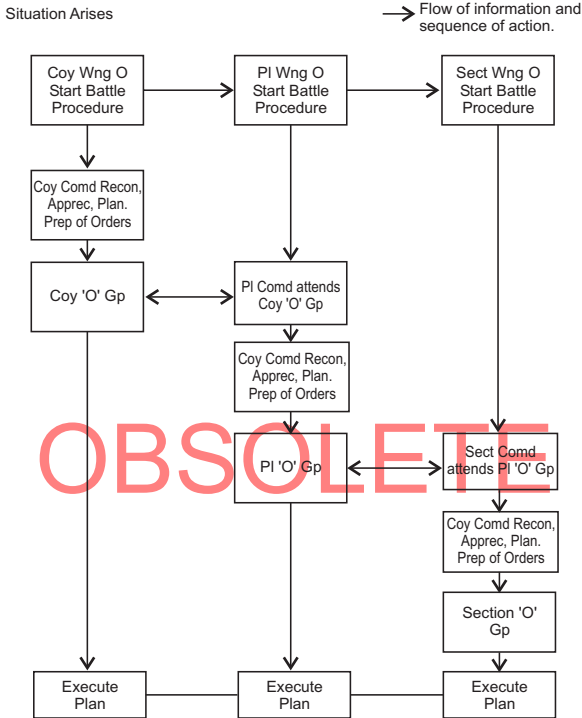 Situation Arises
Flow of information and
sequence of action.
Coy Wng O
Start Battle
Procedure
Pl Wng O
Start Battle
Procedure
Sect Wng O
Start Battle
Procedure
Coy Comd Recon,
Apprec, Plan.
Prep of Orders
Coy 'O' Gp
Pl Comd attends
Coy 'O' Gp
Coy Comd Recon,
Apprec, Plan.
Prep of Orders
OBSOLETE
Pl 'O' Gp
Sect Comd
attends Pl 'O' Gp
Coy Comd Recon,
Apprec, Plan.
Prep of Orders
Section 'O'
Gp
Execute
Plan
Execute
Plan
Execute
Plan